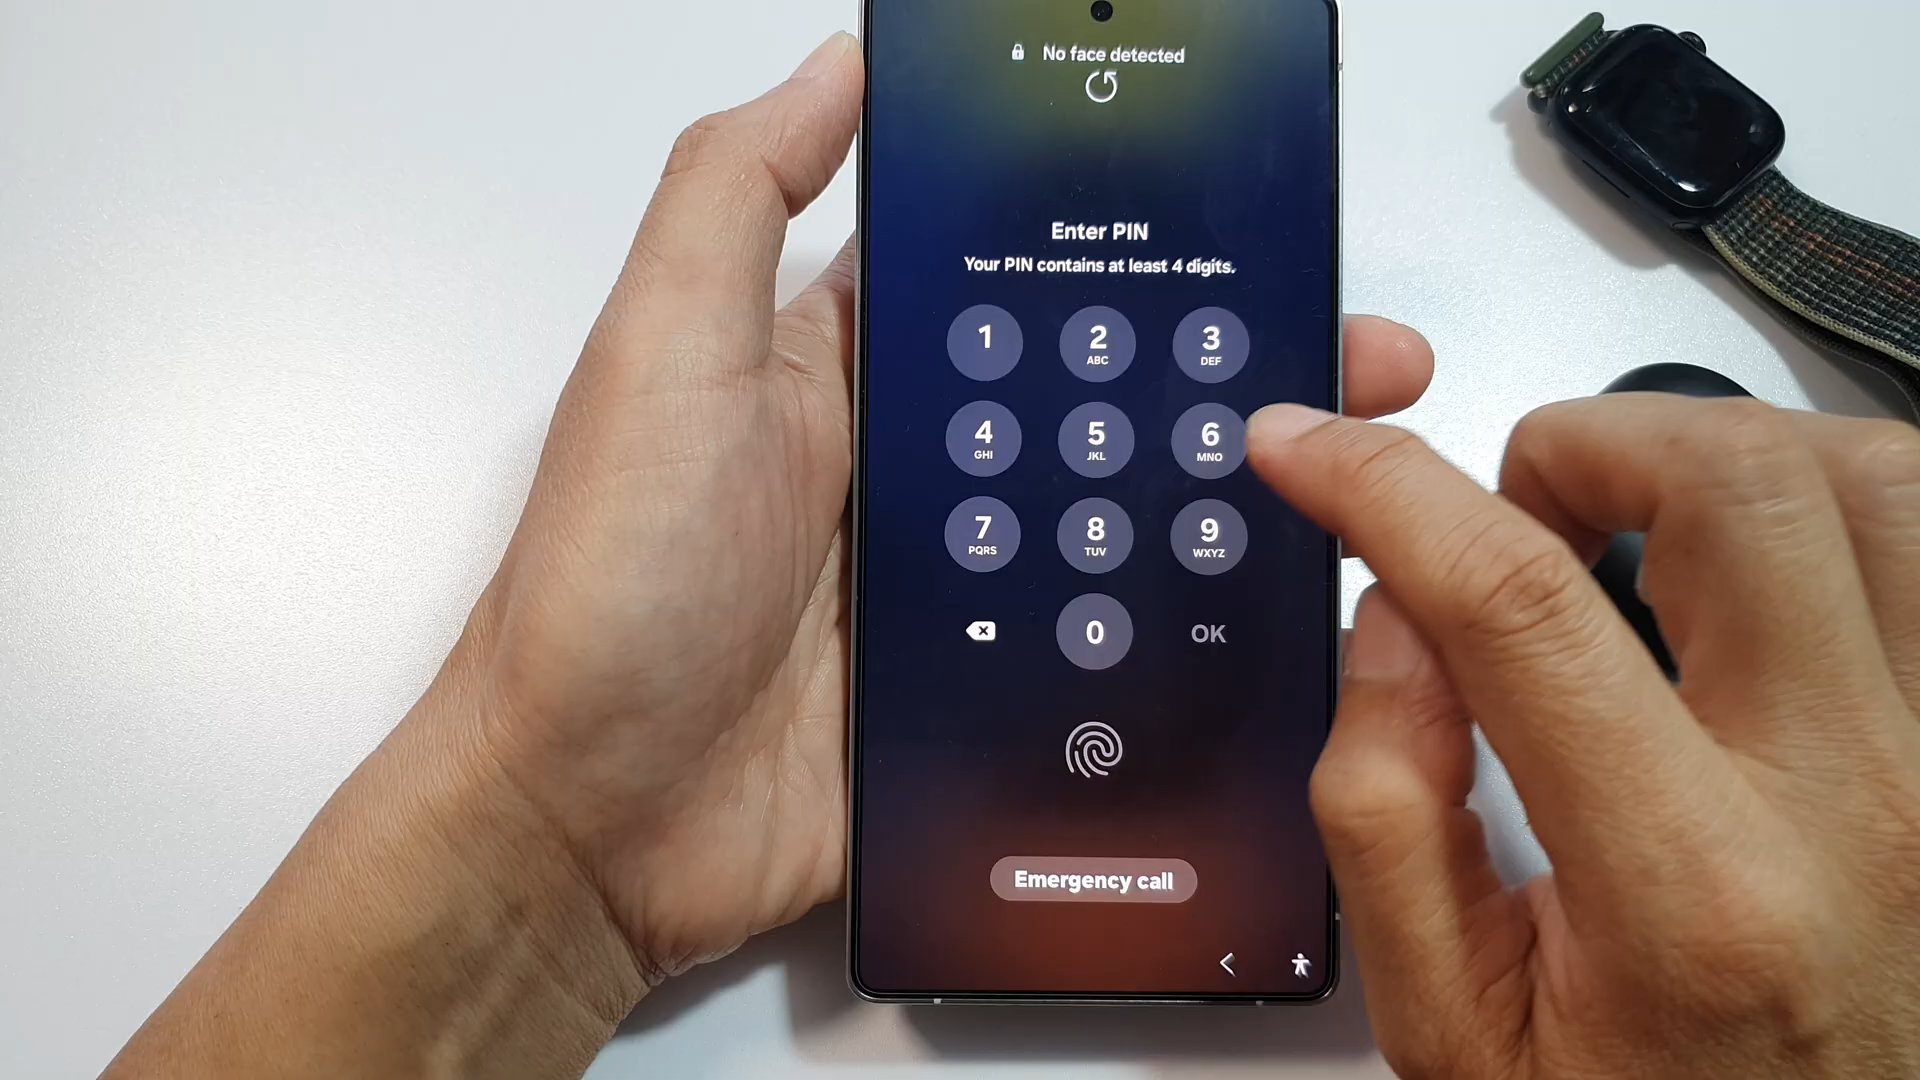 No face detected
Enter PIN
Your PIN contains at least 4 digits.
1 2 3
ABC DEF
4 5 6
GHI JKL MNO
7 8 9
PQRS TUV WXYZ
0 OK
Emergency call